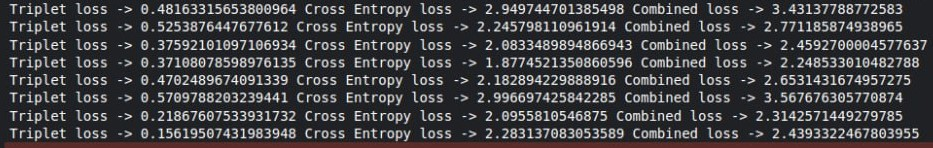 Triplet loss -> 0.48163315653800964 Cross Entropy loss -> 2.949744701385498 Combined loss -> 3.43137788772583
Triplet loss -> 0.5253876447677612 Cross Entropy loss -> 2.245798110961914 Combined loss -> 2.771185874938965
Triplet loss -> 0.37592101097106934 Cross Entropy loss -> 2.0833489894866943 Combined loss -> 2.4592700004577637
Triplet loss -> 0.37108078598976135 Cross Entropy loss -> 1.8774521350860596 Combined loss -> 2.248533010482788
Triplet loss -> 0.4702489674091339 Cross Entropy loss -> 2.182894229888916 Combined loss -> 2.6531431674957275
Triplet loss -> 0.5709788203239441 Cross Entropy loss -> 2.996697425842285 Combined loss -> 3.567676305770874
Triplet loss -> 0.21867607533931732 Cross Entropy loss -> 2.0955810546875 Combined loss -> 2.3142571449279785
Triplet loss -> 0.15619507431983948 Cross Entropy loss -> 2.283137083053589 Combined loss -> 2.4393322467803955